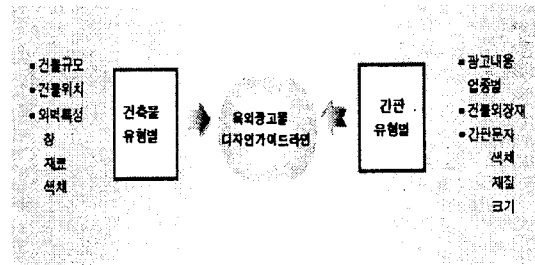 • 건물규모
• 건물위치
• 외벽특성
창
재료
색채
건축물
유형별
옥외광고물
디자인가이드라인
간판
유형별
• 광고내용
업종별
• 건물외장재
• 간판문자
색채
재질
크기